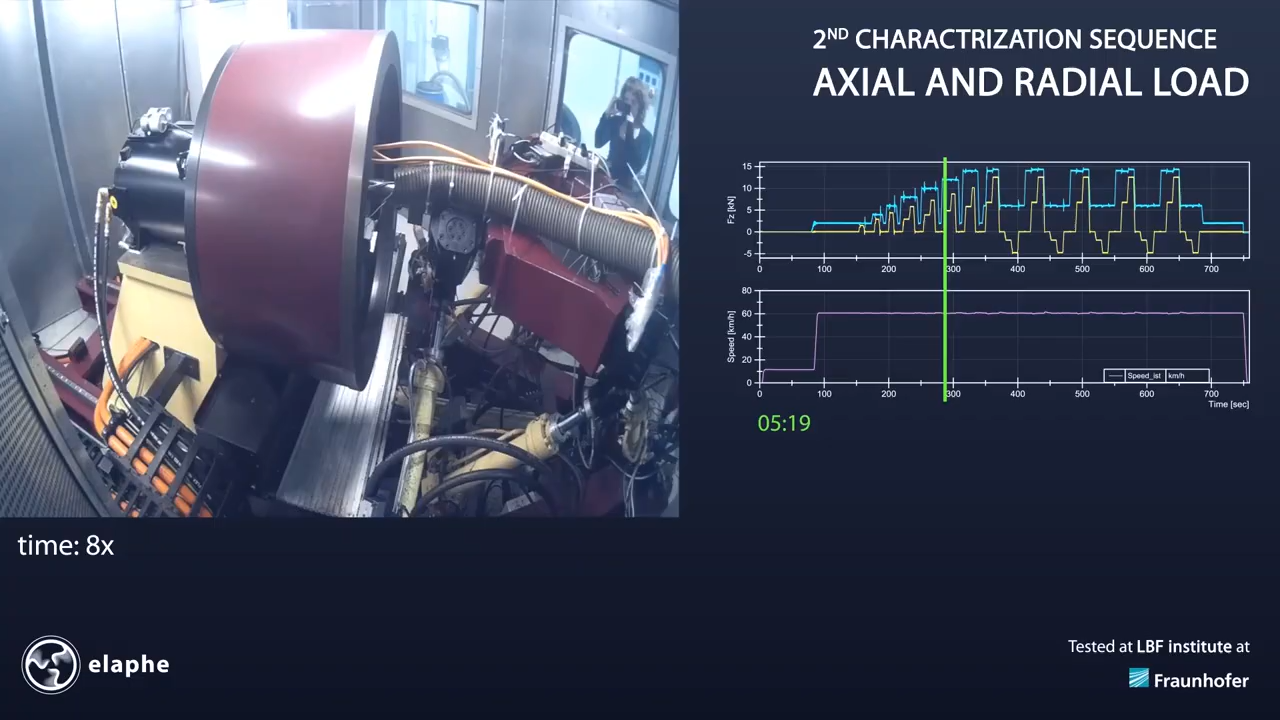 2ND CHARACTRIZATION SEQUENCE
AXIAL AND RADIAL LOAD
Fz [kN]
15
10
5
0
-5
0 100 200 300 400 500 600 700
Speed [km/h]
80
60
40
20
0
Speed_ist km/h
0 100 200 300 400 500 600 700
Time [sec]
05:19
time: 8x
elaphe
Tested at LBF institute at
Fraunhofer